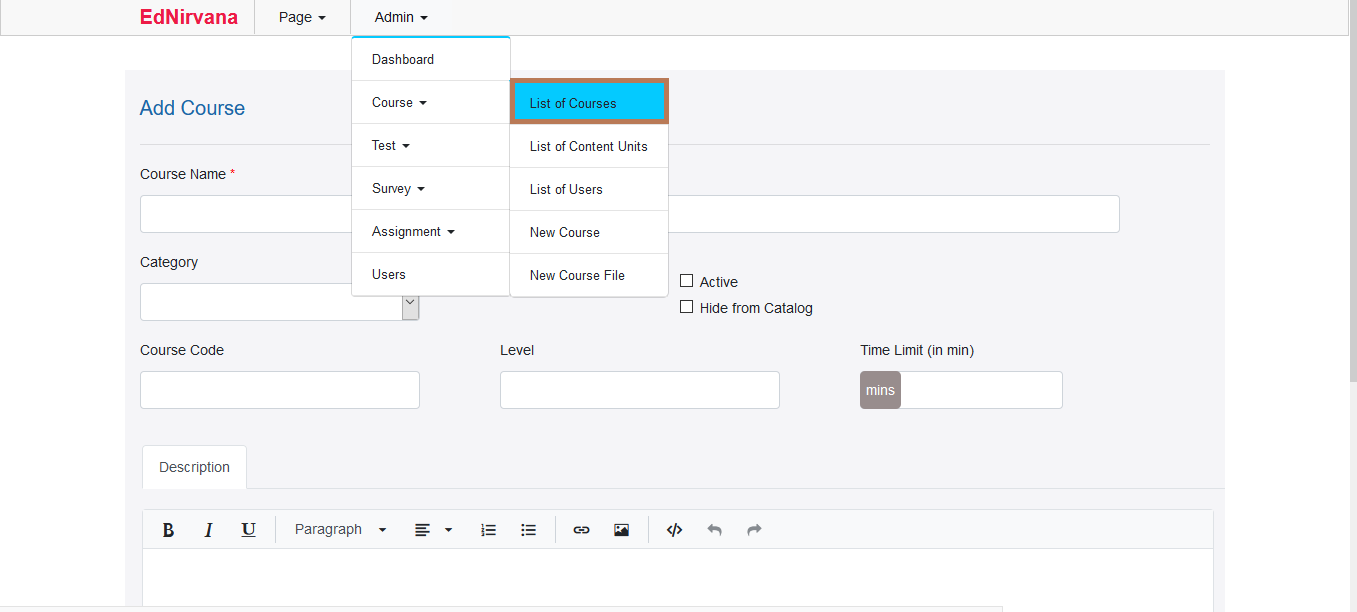 EdNirvana Page Admin
Dashboard
Course
Test
Survey
Assignment
Users
List of Courses
List of Content Units
List of Users
New Course
New Course File
Add Course
Course Name *
Category
Active
Hide from Catalog
Course Code Level Time Limit (in min)
mins
Description
B I U Paragraph